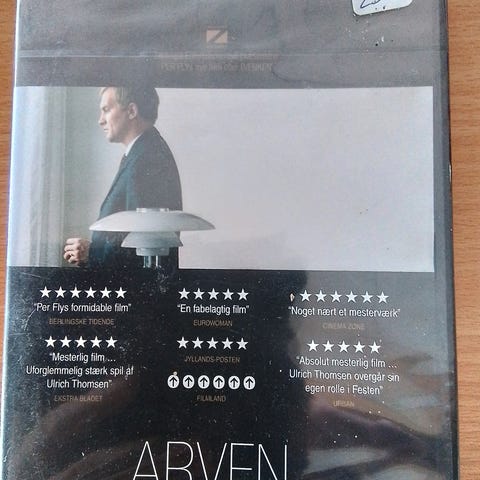 ★★★★★★
"Per Flys formidable film"
BERLINGSKE TIDENDE
★★★★★
"En fabelagtig film"
EUROWOMAN
★★★★★★
"Noget nært et mesterværk"
CINEMA ZONE
★★★★★
"Mesterlig film ...
Uforglemmelig stærk spil af
Ulrich Thomsen"
EKSTRA BLADET
★★★★★
JYLLANDS-POSTEN
FILMLAND
★★★★★
"Absolut mesterlig film ...
Ulrich Thomsen overgår sin
egen rolle i Festen"
URBAN
ARVEN